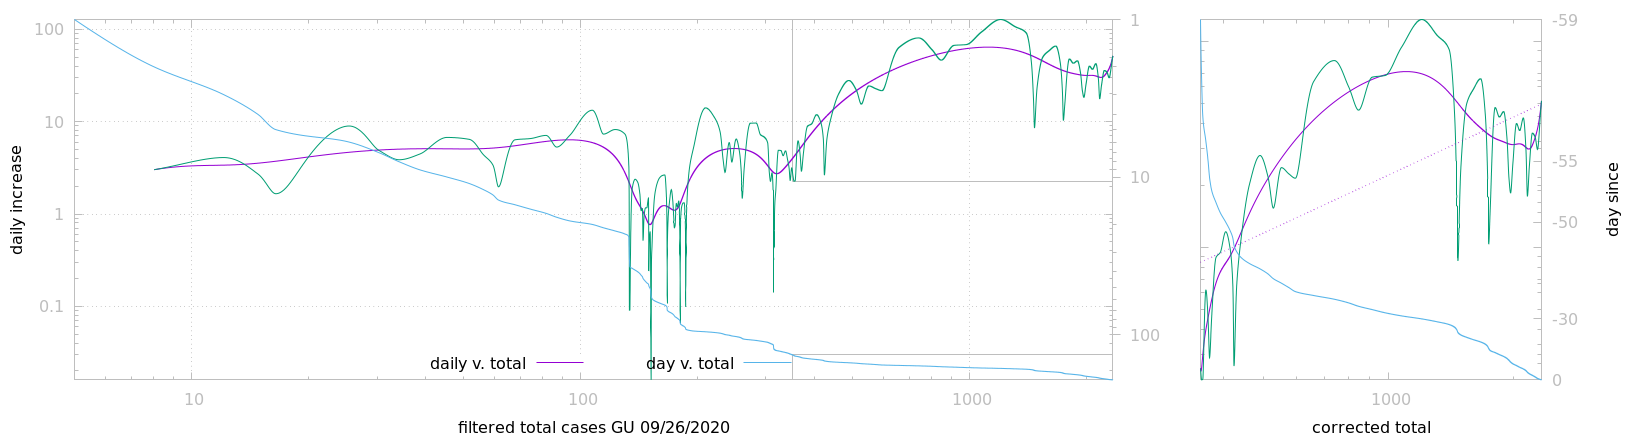 100
10
1
0.1
daily increase
daily v. total
day v. total
10
100
1000
filtered total cases GU 09/26/2020
1
10
100
-59
-55
-50
-30
0
day since
1000
corrected total